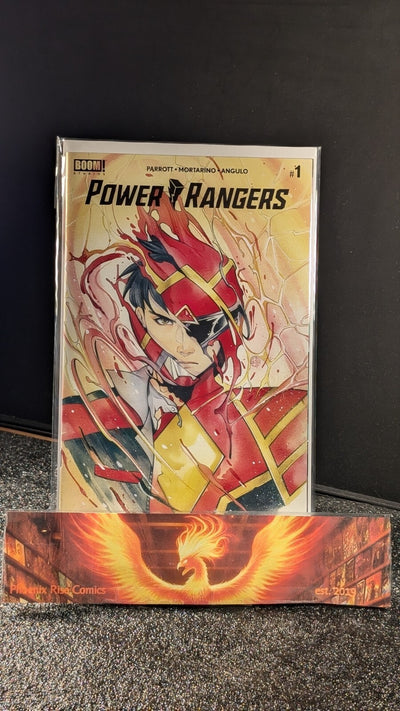 BOOM!
STUDIOS
PARROTT • MORTARINO • ANGULO
#1
POWER RANGERS
Phoenix Rise Comics
est. 2019